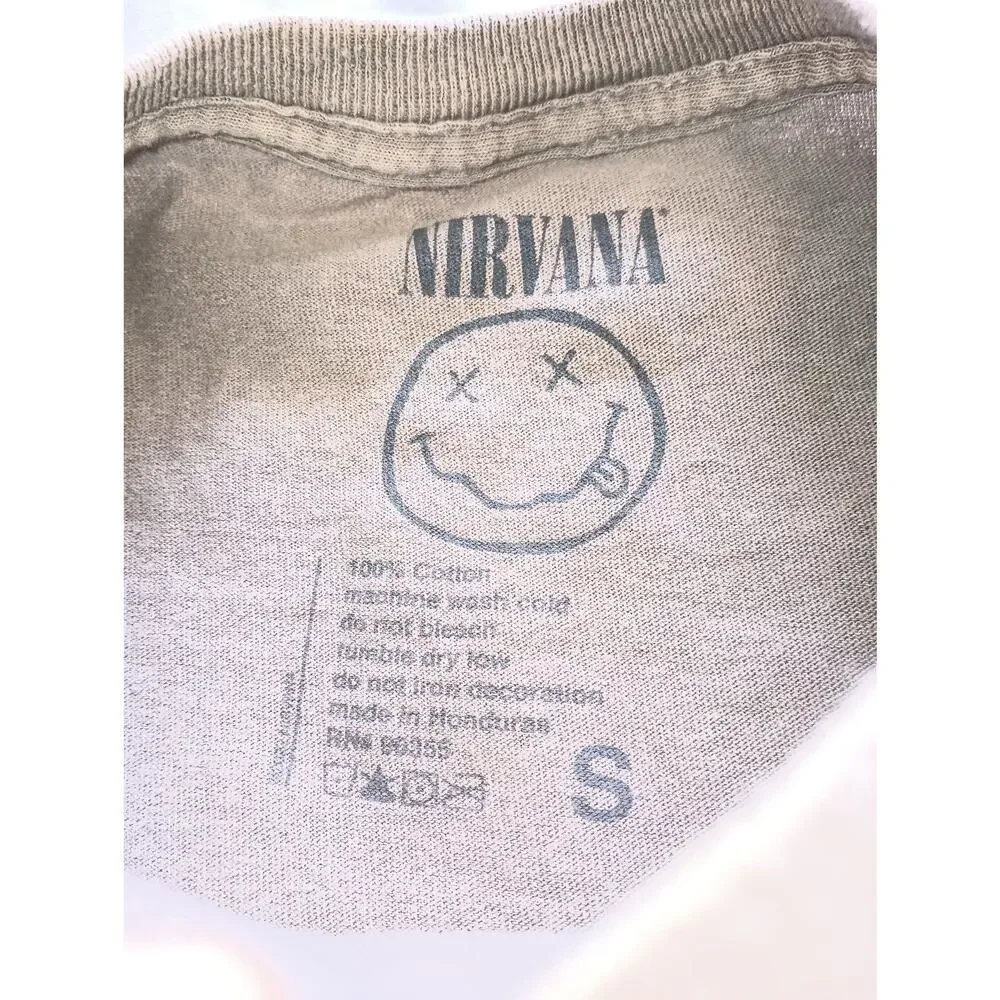 NIRVANA
100% Cotton
machine wash cold
do not bleach
tumble dry low
do not iron decoration
made in Honduras
RN# 90355
S